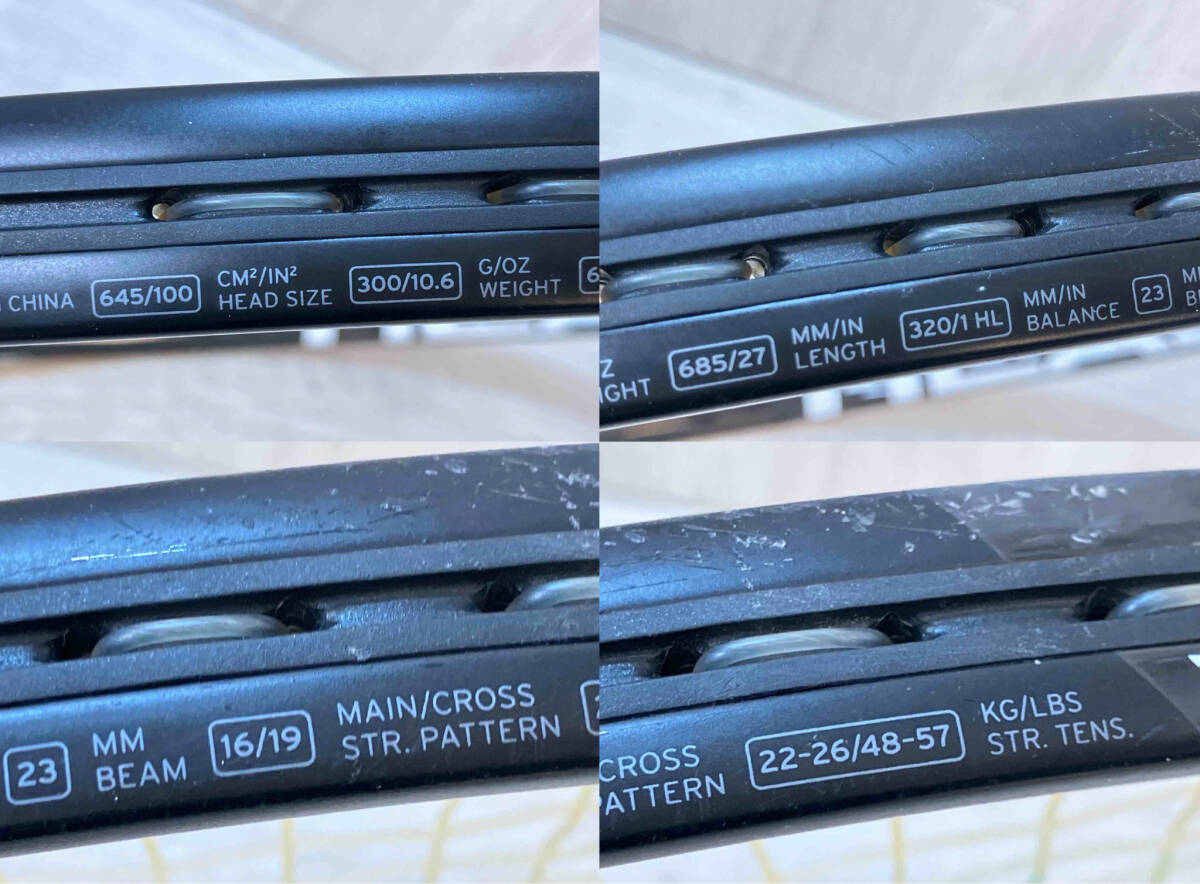 CHINA 645/100 CM²/IN² HEAD SIZE 300/10.6 G/OZ WEIGHT
685/27 MM/IN LENGTH 320/1 HL MM/IN BALANCE 23
23 MM BEAM 16/19 MAIN/CROSS STR. PATTERN
CROSS PATTERN 22-26/48-57 KG/LBS STR. TENS.